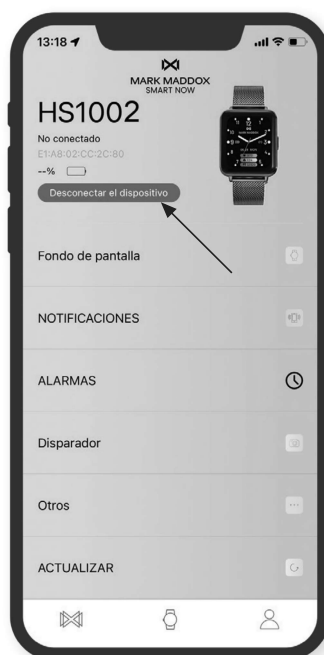 13:18
MARK MADDOX
SMART NOW
HS1002
No conectado
E1:A8:02:CC:2C:80
--%
Desconectar el dispositivo
Fondo de pantalla
NOTIFICACIONES
ALARMAS
Disparador
Otros
ACTUALIZAR